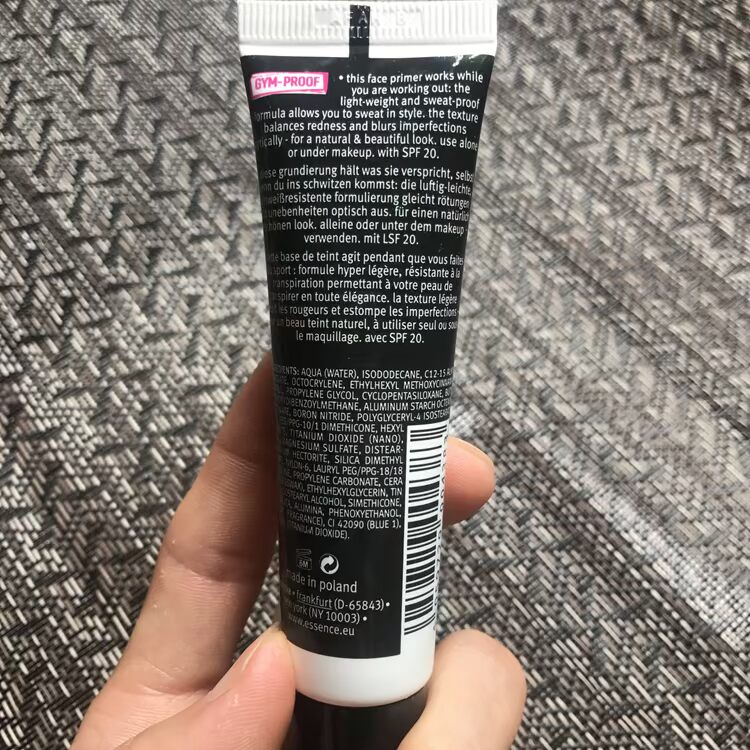 GYM-PROOF
• this face primer works while
you are working out: the
light-weight and sweat-proof
formula allows you to sweat in style. the texture
balances redness and blurs imperfections
- for a natural & beautiful look. use alone
or under makeup. with SPF 20.
grundierung hält was sie verspricht, selbst
du ins schwitzen kommst: die luftig-leichte,
formulierung gleicht rötungen
unebenheiten optisch aus. für einen
look. alleine oder unter dem makeup
verwenden. mit LSF 20.
base de teint agit pendant que vous faites
sport : formule hyper légère, résistante à la
transpiration permettant à votre peau de
en toute élégance. la texture légère
les rougeurs et estompe les imperfections
un beau teint naturel, à utiliser seul ou
le maquillage. avec SPF 20.
AQUA (WATER), ISODODECANE, C12-15
OCTOCRYLENE, ETHYLHEXYL
PROPYLENE GLYCOL, CYCLOPENTASILOXANE,
ALUMINUM STARCH
BORON NITRIDE, POLYGLYCERYL-4
DIMETHICONE, HEXYL
TITANIUM DIOXIDE (NANO),
SULFATE,
HECTORITE, SILICA DIMETHYL
NYLON-6, LAURYL PEG/PPG-18/18
PROPYLENE CARBONATE, CERA
ETHYLHEXYLGLYCERIN, TIN
ALCOHOL, SIMETHICONE,
ALUMINA, PHENOXYETHANOL,
CI 42090 (BLUE 1),
DIOXIDE).
6M
made in poland
• frankfurt (D-65843) •
york (NY 10003) •
www.essence.eu